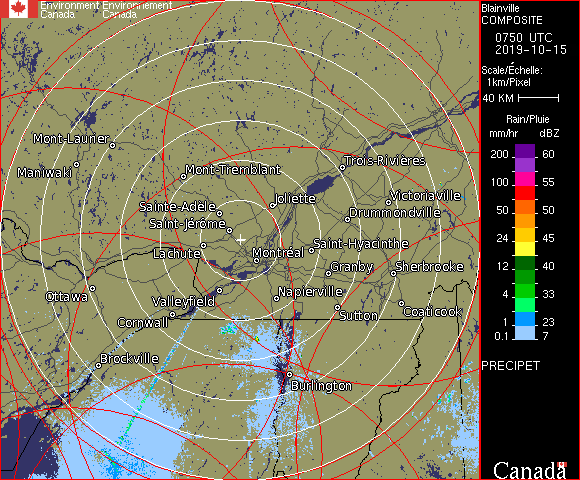 Environment Environnement
Canada Canada
Blainville
COMPOSITE
0750 UTC
2019-10-15
Scale/Échelle:
1km/Pixel
40 KM
Rain/Pluie
mm/hr dBZ
200 60
100 55
50 50
24 45
12 40
4 33
1 23
0.1 7
PRECIPET
Canada
Mont-Laurier
Maniwaki
Mont-Tremblant
Trois-Rivières
Joliette
Victoriaville
Sainte-Adèle
Drummondville
Saint-Jérôme
Saint-Hyacinthe
Lachute
Montréal
Granby
Sherbrooke
Ottawa
Valleyfield
Napierville
Cornwall
Sutton
Coaticook
Brockville
Burlington